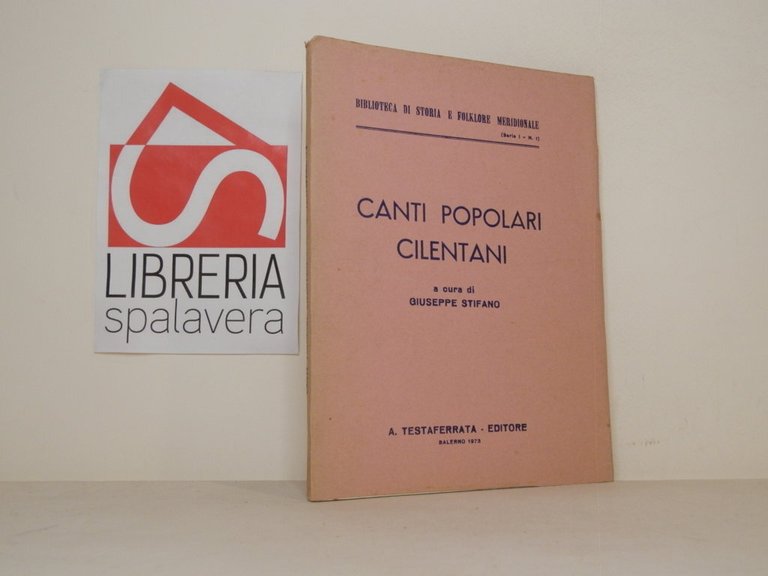 LIBRERIA
spalavera
BIBLIOTECA DI STORIA E FOLKLORE MERIDIONALE
(Serie I - N. 1)
CANTI POPOLARI
CILENTANI
a cura di
GIUSEPPE STIFANO
A. TESTAFERRATA - EDITORE
SALERNO 1973